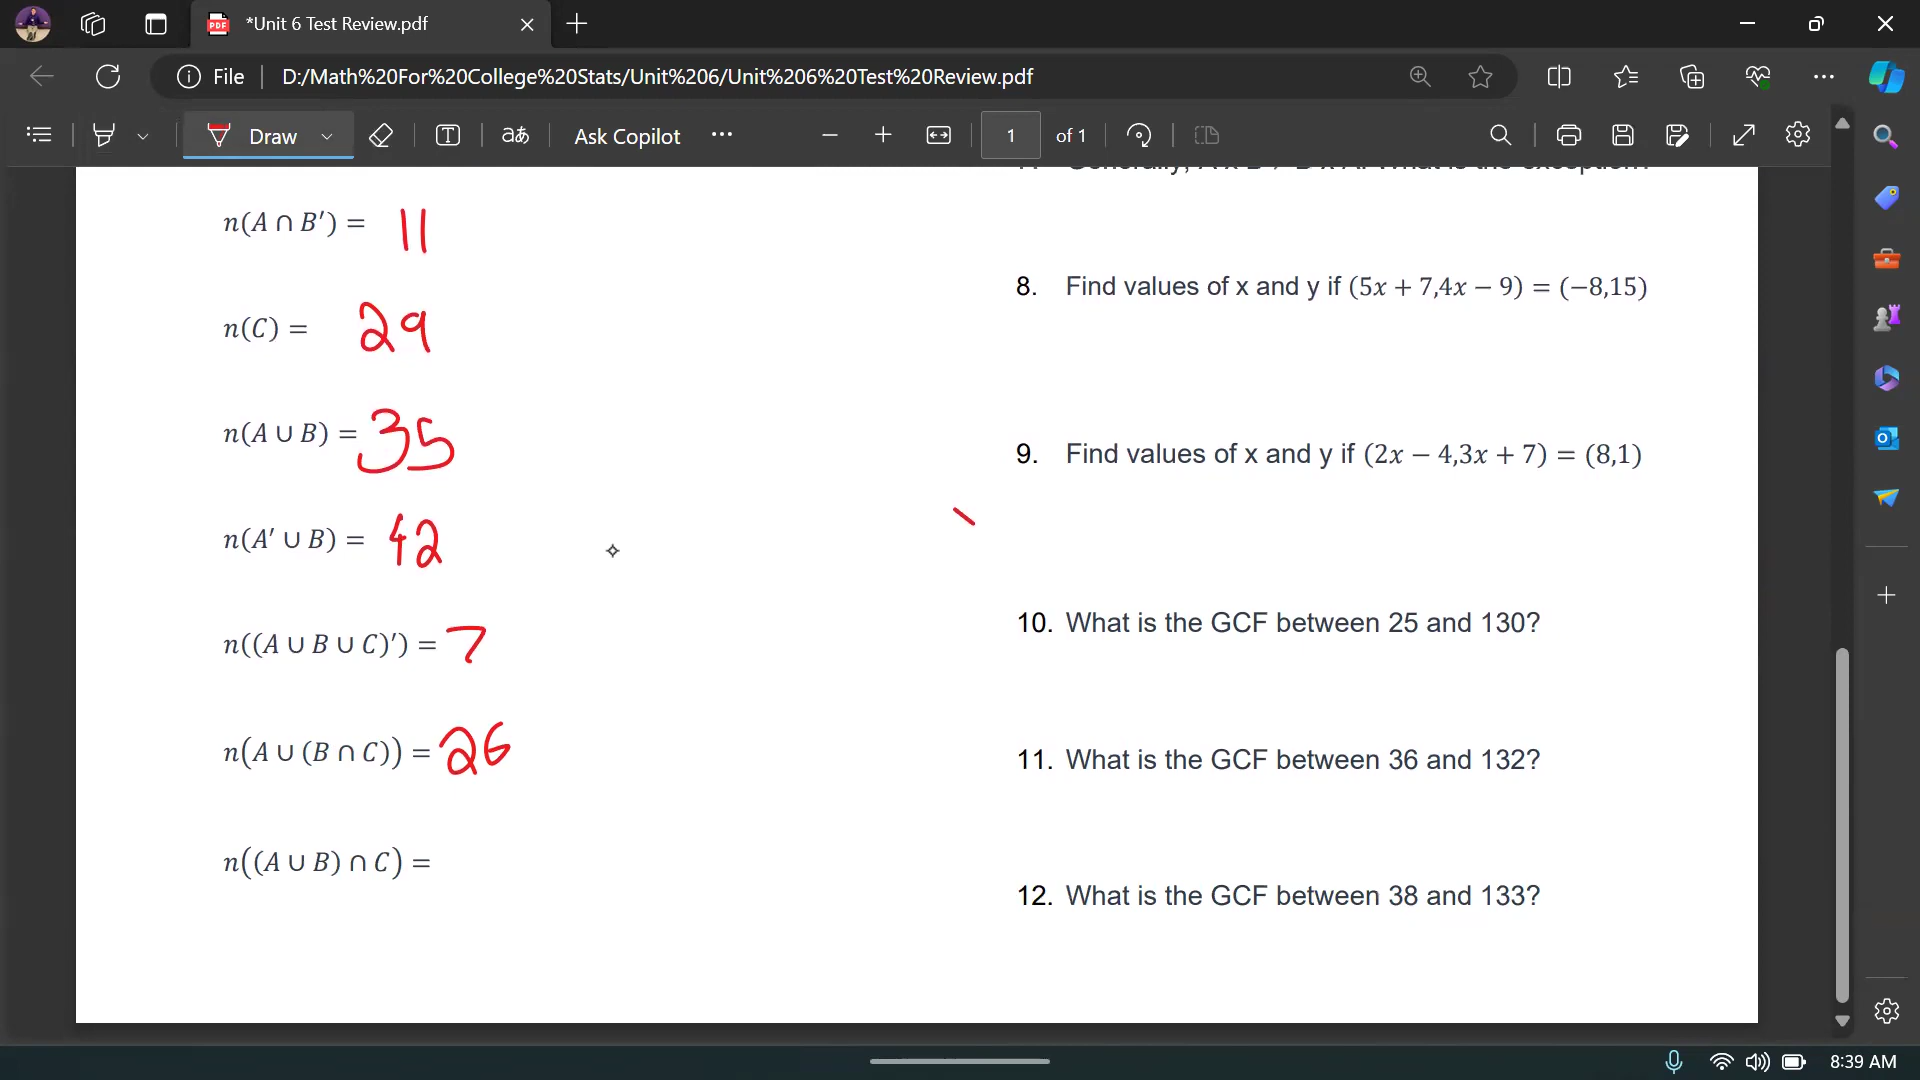 *Unit 6 Test Review.pdf
File
D:/Math%20For%20College%20Stats/Unit%206/Unit%206%20Test%20Review.pdf
Draw
Ask Copilot
1 of 1
n(A ∩ B′) = 11
n(C) = 29
n(A ∪ B) = 35
n(A′ ∪ B) = 42
n((A ∪ B ∪ C)′) = 7
n(A ∪ (B ∩ C)) = 26
n((A ∪ B) ∩ C) =
8. Find values of x and y if (5x + 7,4x − 9) = (−8,15)
9. Find values of x and y if (2x − 4,3x + 7) = (8,1)
10. What is the GCF between 25 and 130?
11. What is the GCF between 36 and 132?
12. What is the GCF between 38 and 133?
8:39 AM